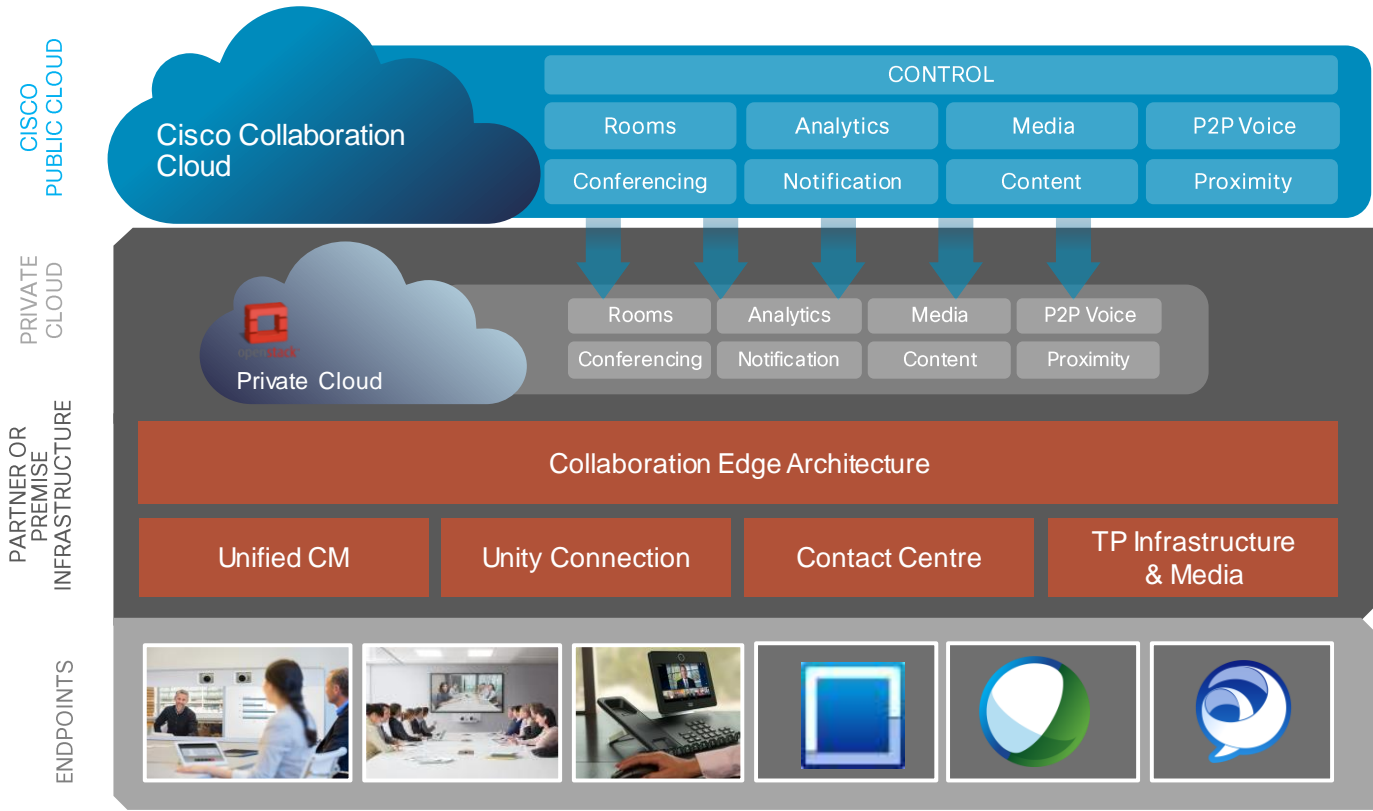 CISCO
PUBLIC CLOUD
Cisco Collaboration
Cloud
CONTROL
Rooms
Analytics
Media
P2P Voice
Conferencing
Notification
Content
Proximity
PRIVATE
CLOUD
openstack
Private Cloud
Rooms
Analytics
Media
P2P Voice
Conferencing
Notification
Content
Proximity
PARTNER OR
PREMISE
INFRASTRUCTURE
Collaboration Edge Architecture
Unified CM
Unity Connection
Contact Centre
TP Infrastructure
& Media
ENDPOINTS